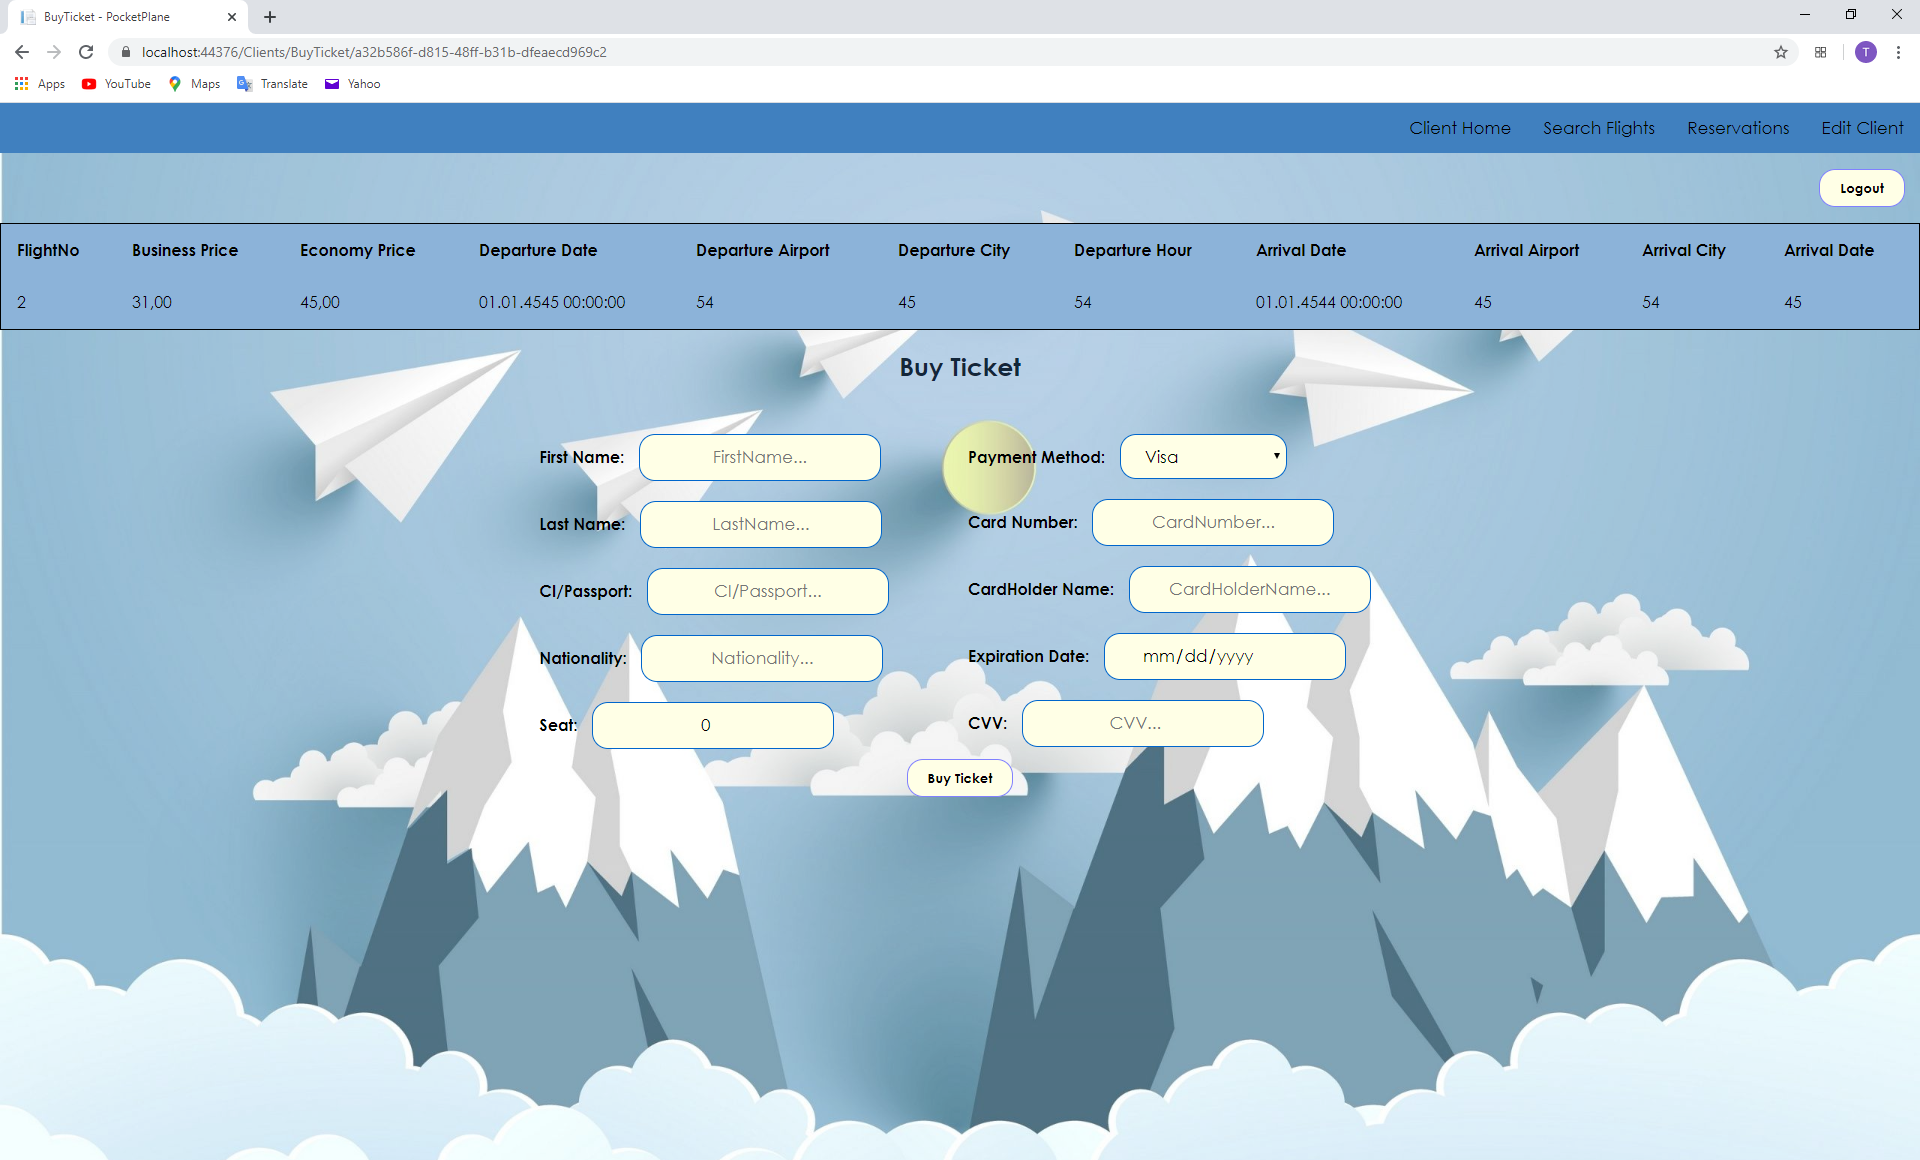 BuyTicket - PocketPlane
localhost:44376/Clients/BuyTicket/a32b586f-d815-48ff-b31b-dfeaecd969c2
T
Apps YouTube Maps Translate Yahoo
Client Home Search Flights Reservations Edit Client
Logout
FlightNo Business Price Economy Price Departure Date Departure Airport Departure City Departure Hour Arrival Date Arrival Airport Arrival City Arrival Date
2 31,00 45,00 01.01.4545 00:00:00 54 45 54 01.01.4544 00:00:00 45 54 45
Buy Ticket
First Name: FirstName...
Last Name: LastName...
CI/Passport: CI/Passport...
Nationality: Nationality...
Seat: 0
Payment Method: Visa
Card Number: CardNumber...
CardHolder Name: CardHolderName...
Expiration Date: mm/dd/yyyy
CVV: CVV...
Buy Ticket